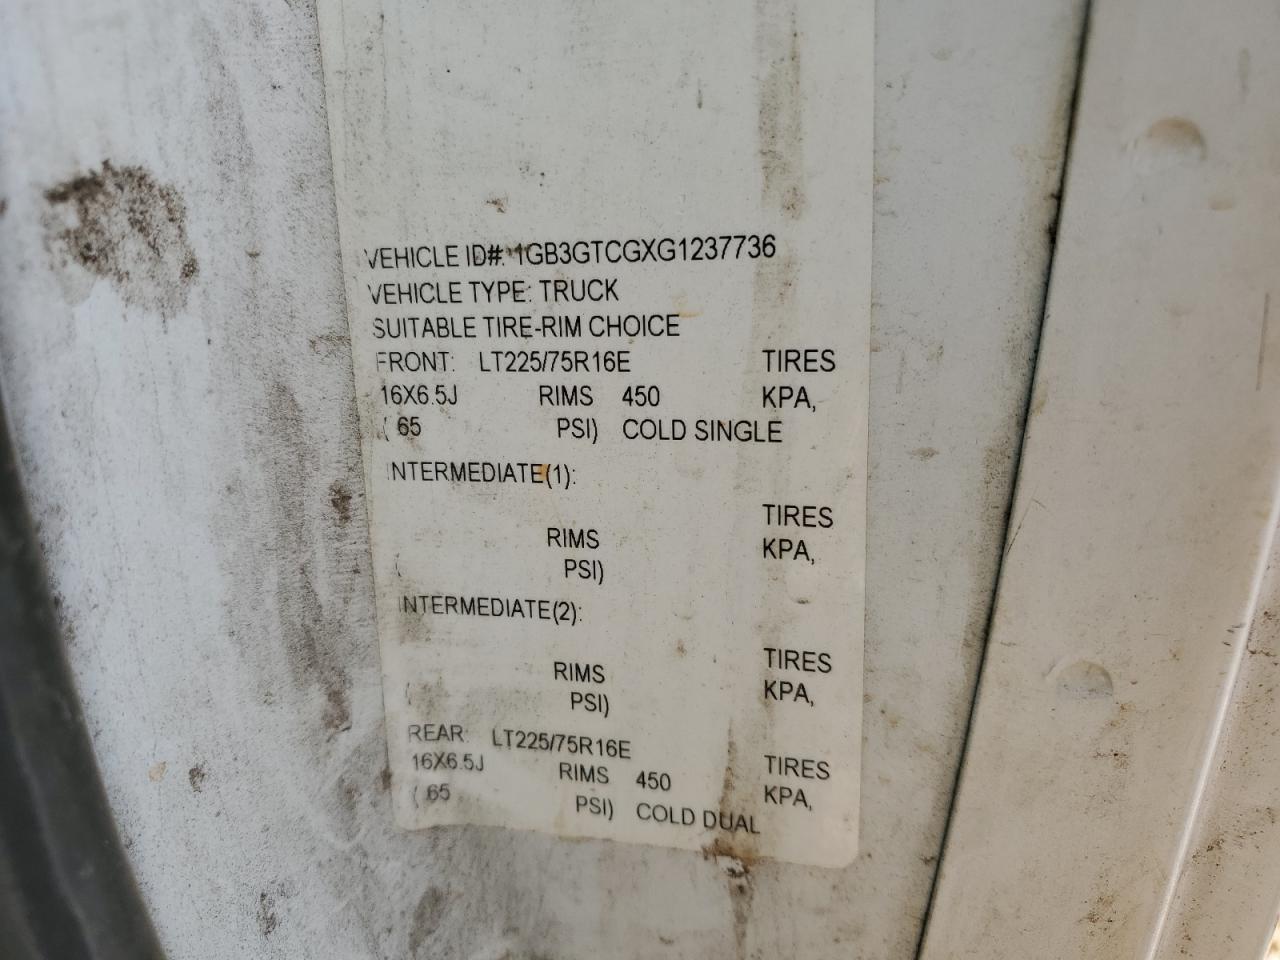 VEHICLE ID#: 1GB3GTCGXG1237736
VEHICLE TYPE: TRUCK
SUITABLE TIRE-RIM CHOICE
FRONT: LT225/75R16E TIRES
16X6.5J RIMS 450 KPA,
( 65 PSI) COLD SINGLE
INTERMEDIATE(1):
TIRES
RIMS KPA,
( PSI)
INTERMEDIATE(2):
TIRES
RIMS KPA,
( PSI)
REAR: LT225/75R16E TIRES
16X6.5J RIMS 450 KPA,
( 65 PSI) COLD DUAL